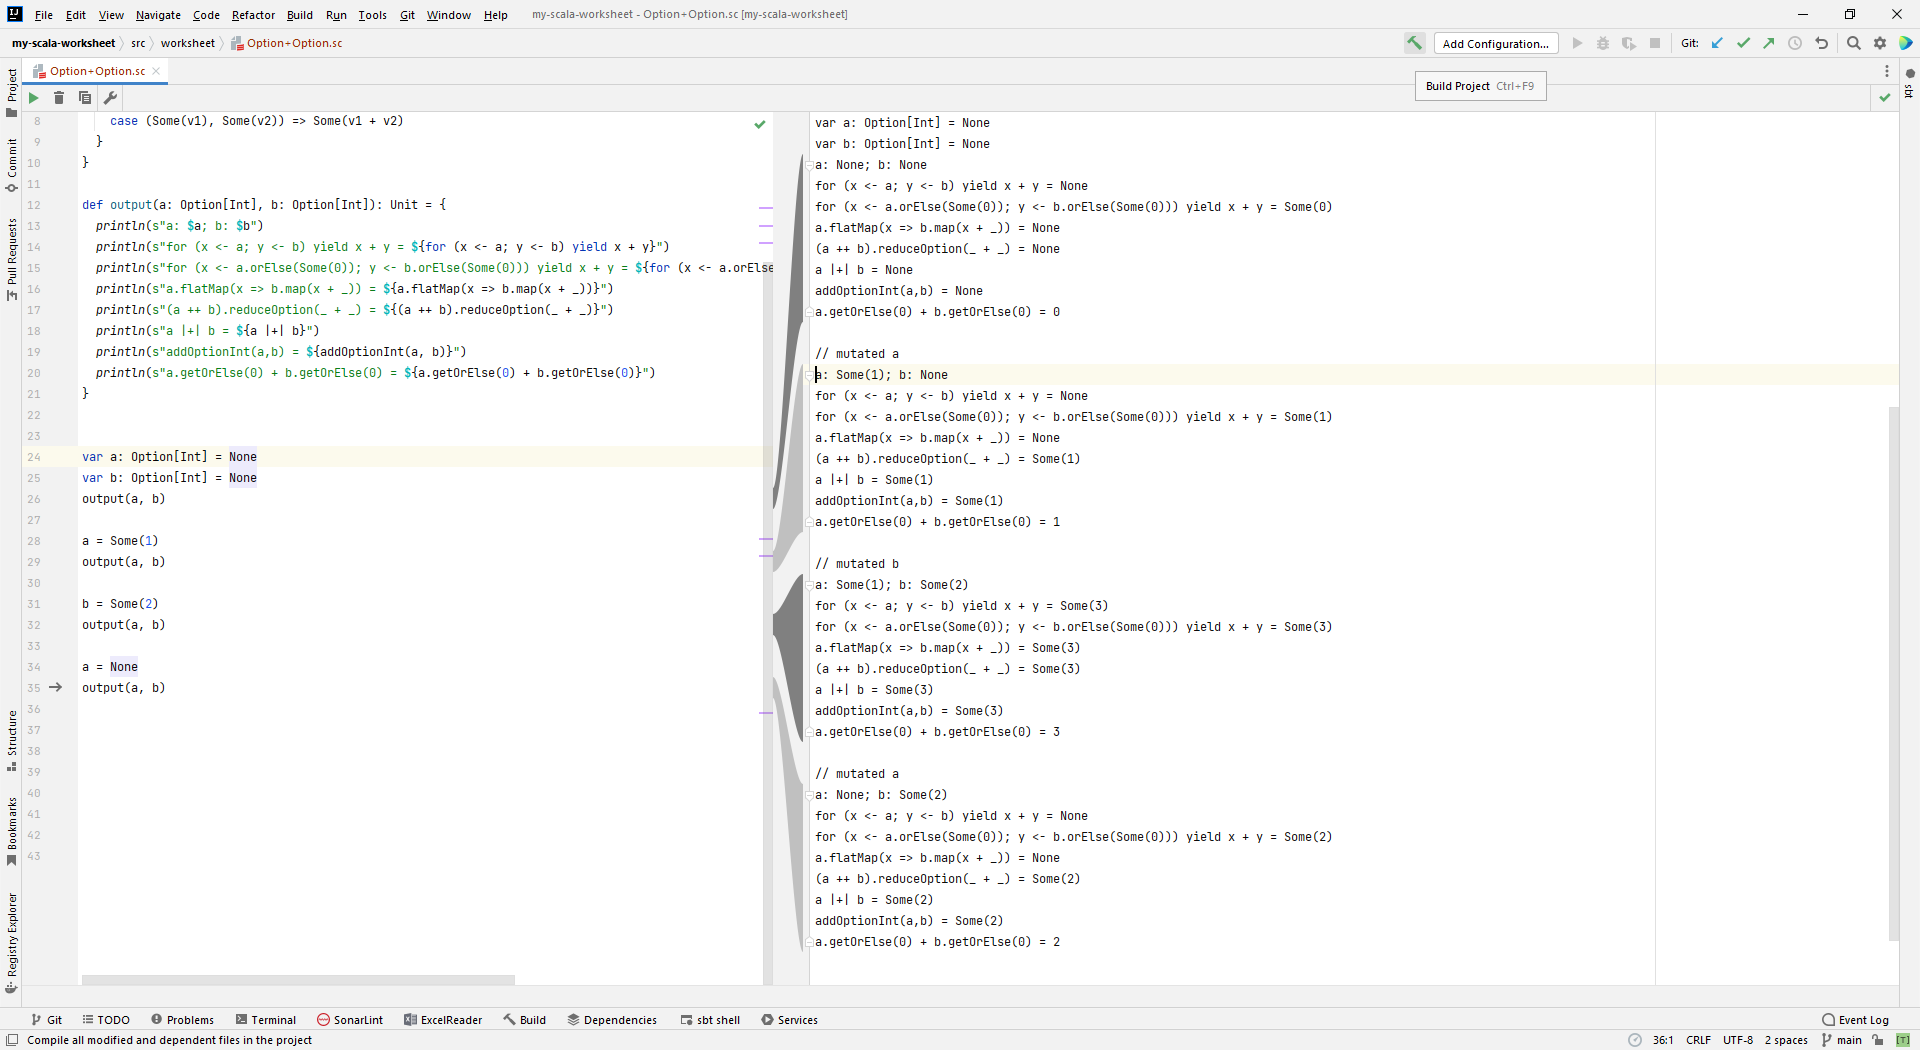 File Edit View Navigate Code Refactor Build Run Tools Git Window Help my-scala-worksheet - Option+Option.sc [my-scala-worksheet]
my-scala-worksheet src worksheet Option+Option.sc Add Configuration... Git:
Option+Option.sc
Build Project Ctrl+F9
Project
Commit
Pull Requests
Structure
Bookmarks
Registry Explorer
sbt
8 case (Some(v1), Some(v2)) => Some(v1 + v2)
9 }
10 }
11
12 def output(a: Option[Int], b: Option[Int]): Unit = {
13 println(s"a: $a; b: $b")
14 println(s"for (x <- a; y <- b) yield x + y = ${for (x <- a; y <- b) yield x + y}")
15 println(s"for (x <- a.orElse(Some(0)); y <- b.orElse(Some(0))) yield x + y = ${for (x <- a.orElse
16 println(s"a.flatMap(x => b.map(x + _)) = ${a.flatMap(x => b.map(x + _))}")
17 println(s"(a ++ b).reduceOption(_ + _) = ${(a ++ b).reduceOption(_ + _)}")
18 println(s"a |+| b = ${a |+| b}")
19 println(s"addOptionInt(a,b) = ${addOptionInt(a, b)}")
20 println(s"a.getOrElse(0) + b.getOrElse(0) = ${a.getOrElse(0) + b.getOrElse(0)}")
21 }
22
23
24 var a: Option[Int] = None
25 var b: Option[Int] = None
26 output(a, b)
27
28 a = Some(1)
29 output(a, b)
30
31 b = Some(2)
32 output(a, b)
33
34 a = None
35 output(a, b)
36
37
38
39
40
41
42
43
var a: Option[Int] = None
var b: Option[Int] = None
a: None; b: None
for (x <- a; y <- b) yield x + y = None
for (x <- a.orElse(Some(0)); y <- b.orElse(Some(0))) yield x + y = Some(0)
a.flatMap(x => b.map(x + _)) = None
(a ++ b).reduceOption(_ + _) = None
a |+| b = None
addOptionInt(a,b) = None
a.getOrElse(0) + b.getOrElse(0) = 0
// mutated a
a: Some(1); b: None
for (x <- a; y <- b) yield x + y = None
for (x <- a.orElse(Some(0)); y <- b.orElse(Some(0))) yield x + y = Some(1)
a.flatMap(x => b.map(x + _)) = None
(a ++ b).reduceOption(_ + _) = Some(1)
a |+| b = Some(1)
addOptionInt(a,b) = Some(1)
a.getOrElse(0) + b.getOrElse(0) = 1
// mutated b
a: Some(1); b: Some(2)
for (x <- a; y <- b) yield x + y = Some(3)
for (x <- a.orElse(Some(0)); y <- b.orElse(Some(0))) yield x + y = Some(3)
a.flatMap(x => b.map(x + _)) = Some(3)
(a ++ b).reduceOption(_ + _) = Some(3)
a |+| b = Some(3)
addOptionInt(a,b) = Some(3)
a.getOrElse(0) + b.getOrElse(0) = 3
// mutated a
a: None; b: Some(2)
for (x <- a; y <- b) yield x + y = None
for (x <- a.orElse(Some(0)); y <- b.orElse(Some(0))) yield x + y = Some(2)
a.flatMap(x => b.map(x + _)) = None
(a ++ b).reduceOption(_ + _) = Some(2)
a |+| b = Some(2)
addOptionInt(a,b) = Some(2)
a.getOrElse(0) + b.getOrElse(0) = 2
Git TODO Problems Terminal SonarLint ExcelReader Build Dependencies sbt shell Services Event Log
Compile all modified and dependent files in the project 36:1 CRLF UTF-8 2 spaces main [T]